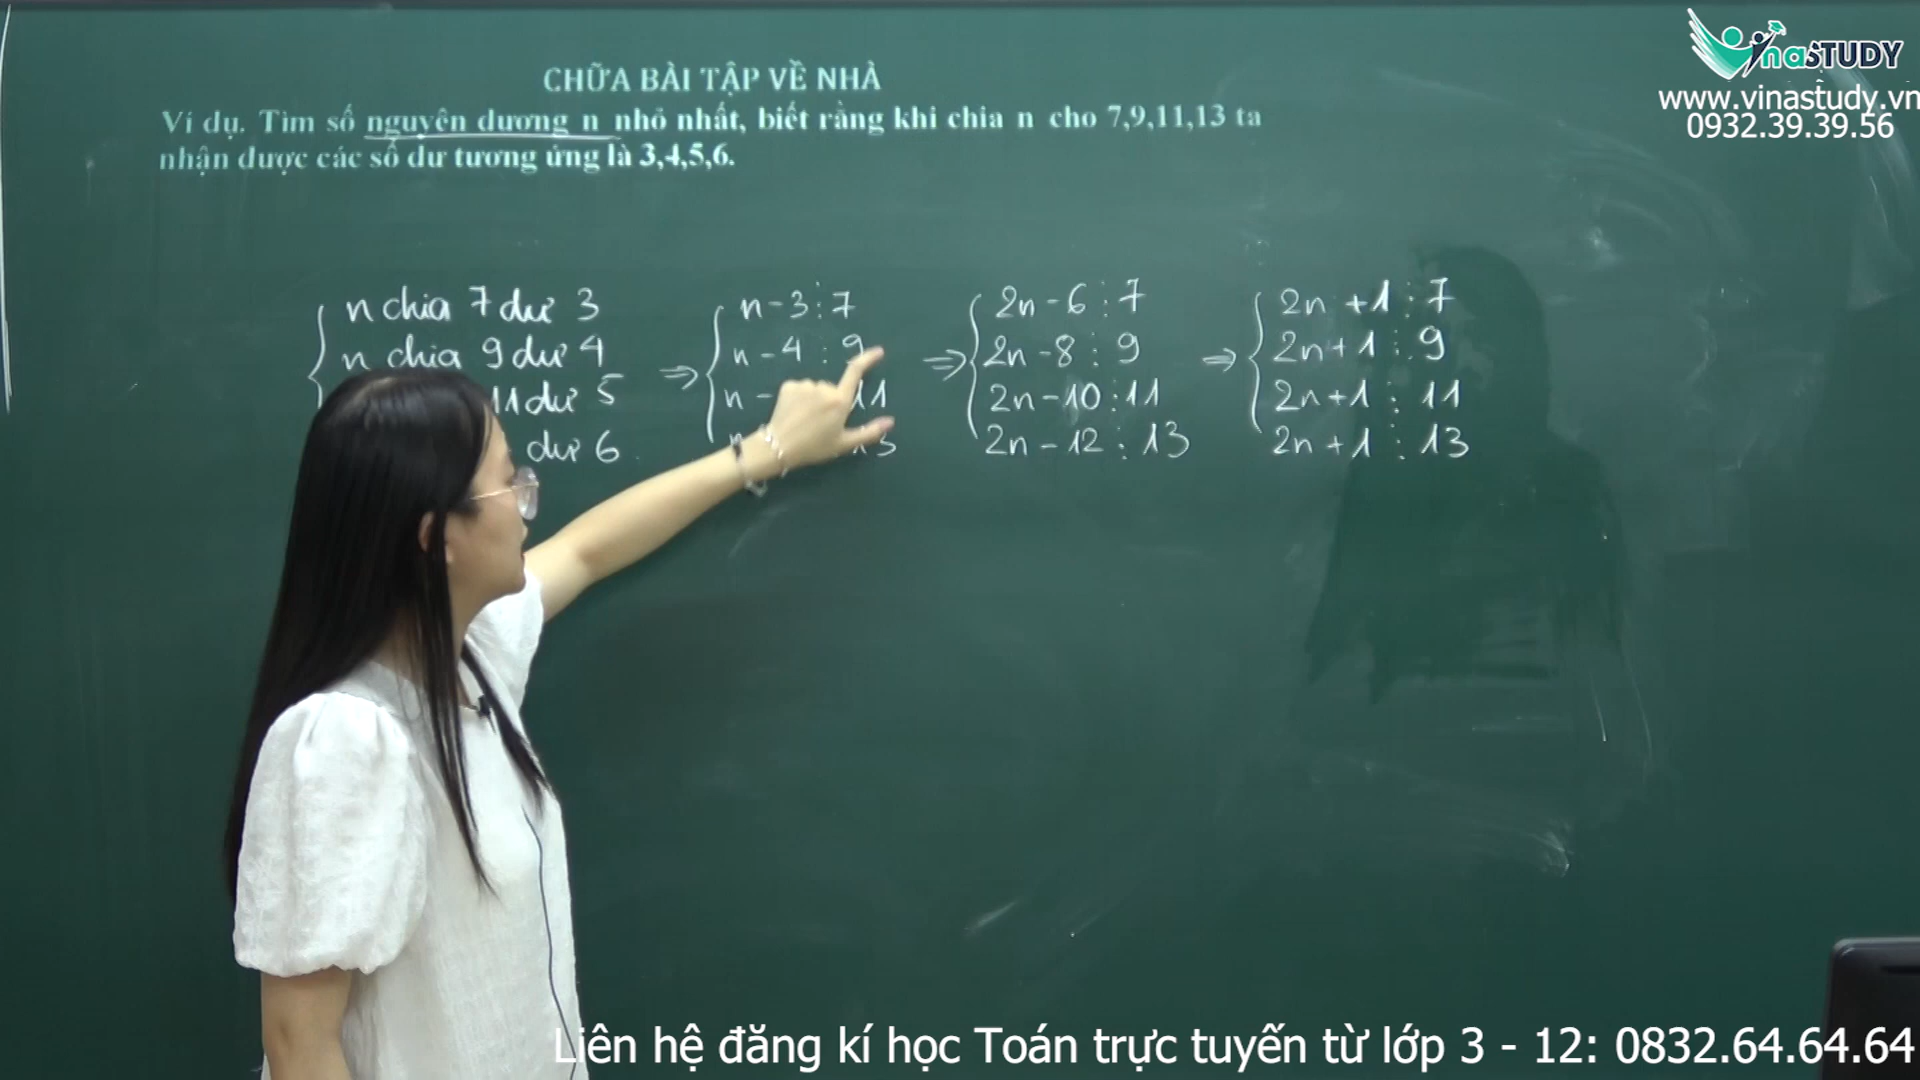 VinaSTUDY
www.vinastudy.vn
0932.39.39.56
CHỮA BÀI TẬP VỀ NHÀ
Ví dụ. Tìm số nguyên dương n nhỏ nhất, biết rằng khi chia n cho 7,9,11,13 ta
nhận được các số dư tương ứng là 3,4,5,6.
n chia 7 dư 3
n chia 9 dư 4
11 dư 5
dư 6
⇒
n - 3 ⋮ 7
n - 4 ⋮ 9
n - 11
n 13
⇒
2n - 6 ⋮ 7
2n - 8 ⋮ 9
2n - 10 ⋮ 11
2n - 12 ⋮ 13
⇒
2n + 1 ⋮ 7
2n + 1 ⋮ 9
2n + 1 ⋮ 11
2n + 1 ⋮ 13
Liên hệ đăng kí học Toán trực tuyến từ lớp 3 - 12: 0832.64.64.64